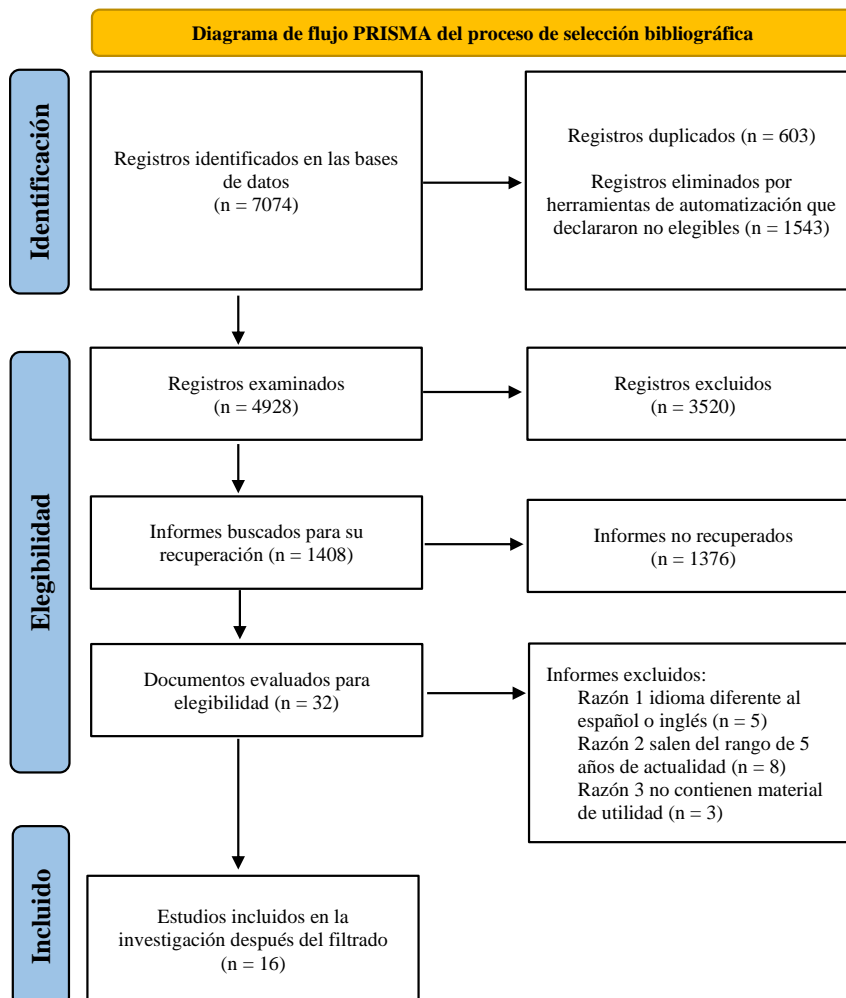 Diagrama de flujo PRISMA del proceso de selección bibliográfica
Identificación
Registros identificados en las bases
de datos
(n = 7074)
Registros duplicados (n = 603)
Registros eliminados por
herramientas de automatización que
declararon no elegibles (n = 1543)
Elegibilidad
Registros examinados
(n = 4928)
Registros excluidos
(n = 3520)
Informes buscados para su
recuperación (n = 1408)
Informes no recuperados
(n = 1376)
Documentos evaluados para
elegibilidad (n = 32)
Informes excluidos:
Razón 1 idioma diferente al
español o inglés (n = 5)
Razón 2 salen del rango de 5
años de actualidad (n = 8)
Razón 3 no contienen material
de utilidad (n = 3)
Incluido
Estudios incluidos en la
investigación después del filtrado
(n = 16)